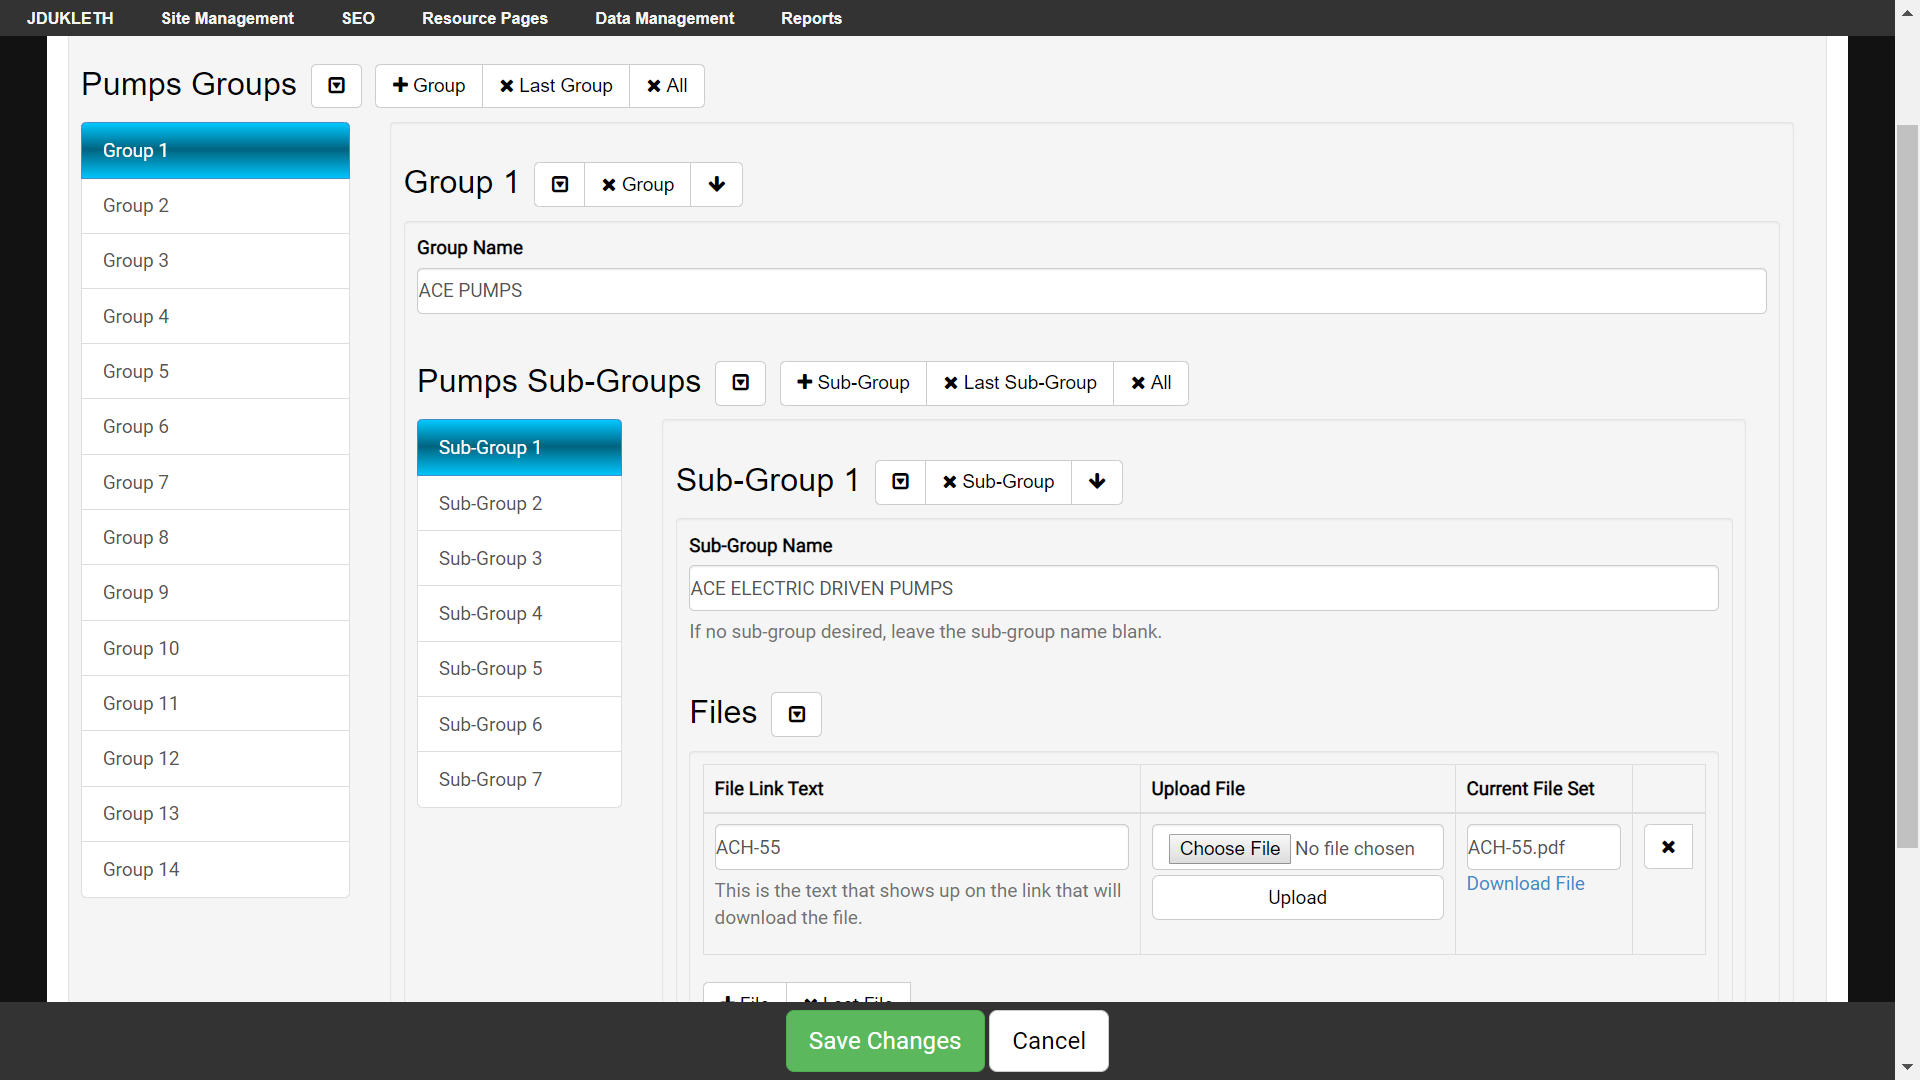 JDUKLETH Site Management SEO Resource Pages Data Management Reports
Pumps Groups Group Last Group All
Group 1
Group 2
Group 3
Group 4
Group 5
Group 6
Group 7
Group 8
Group 9
Group 10
Group 11
Group 12
Group 13
Group 14
Group 1 Group
Group Name
ACE PUMPS
Pumps Sub-Groups Sub-Group Last Sub-Group All
Sub-Group 1
Sub-Group 2
Sub-Group 3
Sub-Group 4
Sub-Group 5
Sub-Group 6
Sub-Group 7
Sub-Group 1 Sub-Group
Sub-Group Name
ACE ELECTRIC DRIVEN PUMPS
If no sub-group desired, leave the sub-group name blank.
Files
File Link Text Upload File Current File Set
ACH-55 Choose File No file chosen ACH-55.pdf
This is the text that shows up on the link that will
download the file.
Upload
Download File
File Last File
Save Changes Cancel